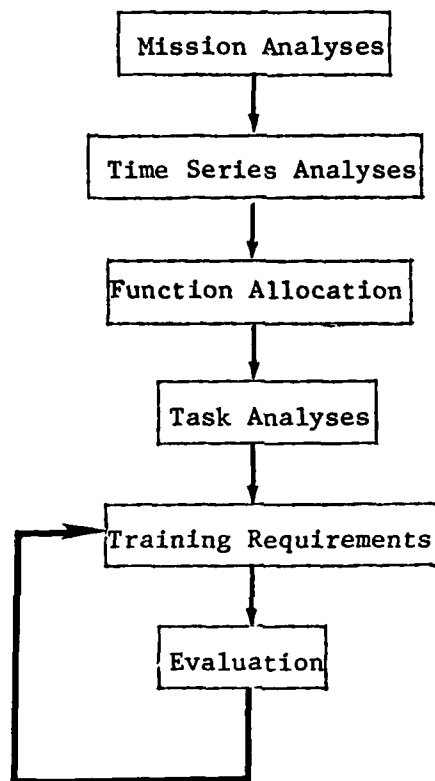 Mission Analyses
Time Series Analyses
Function Allocation
Task Analyses
Training Requirements
Evaluation